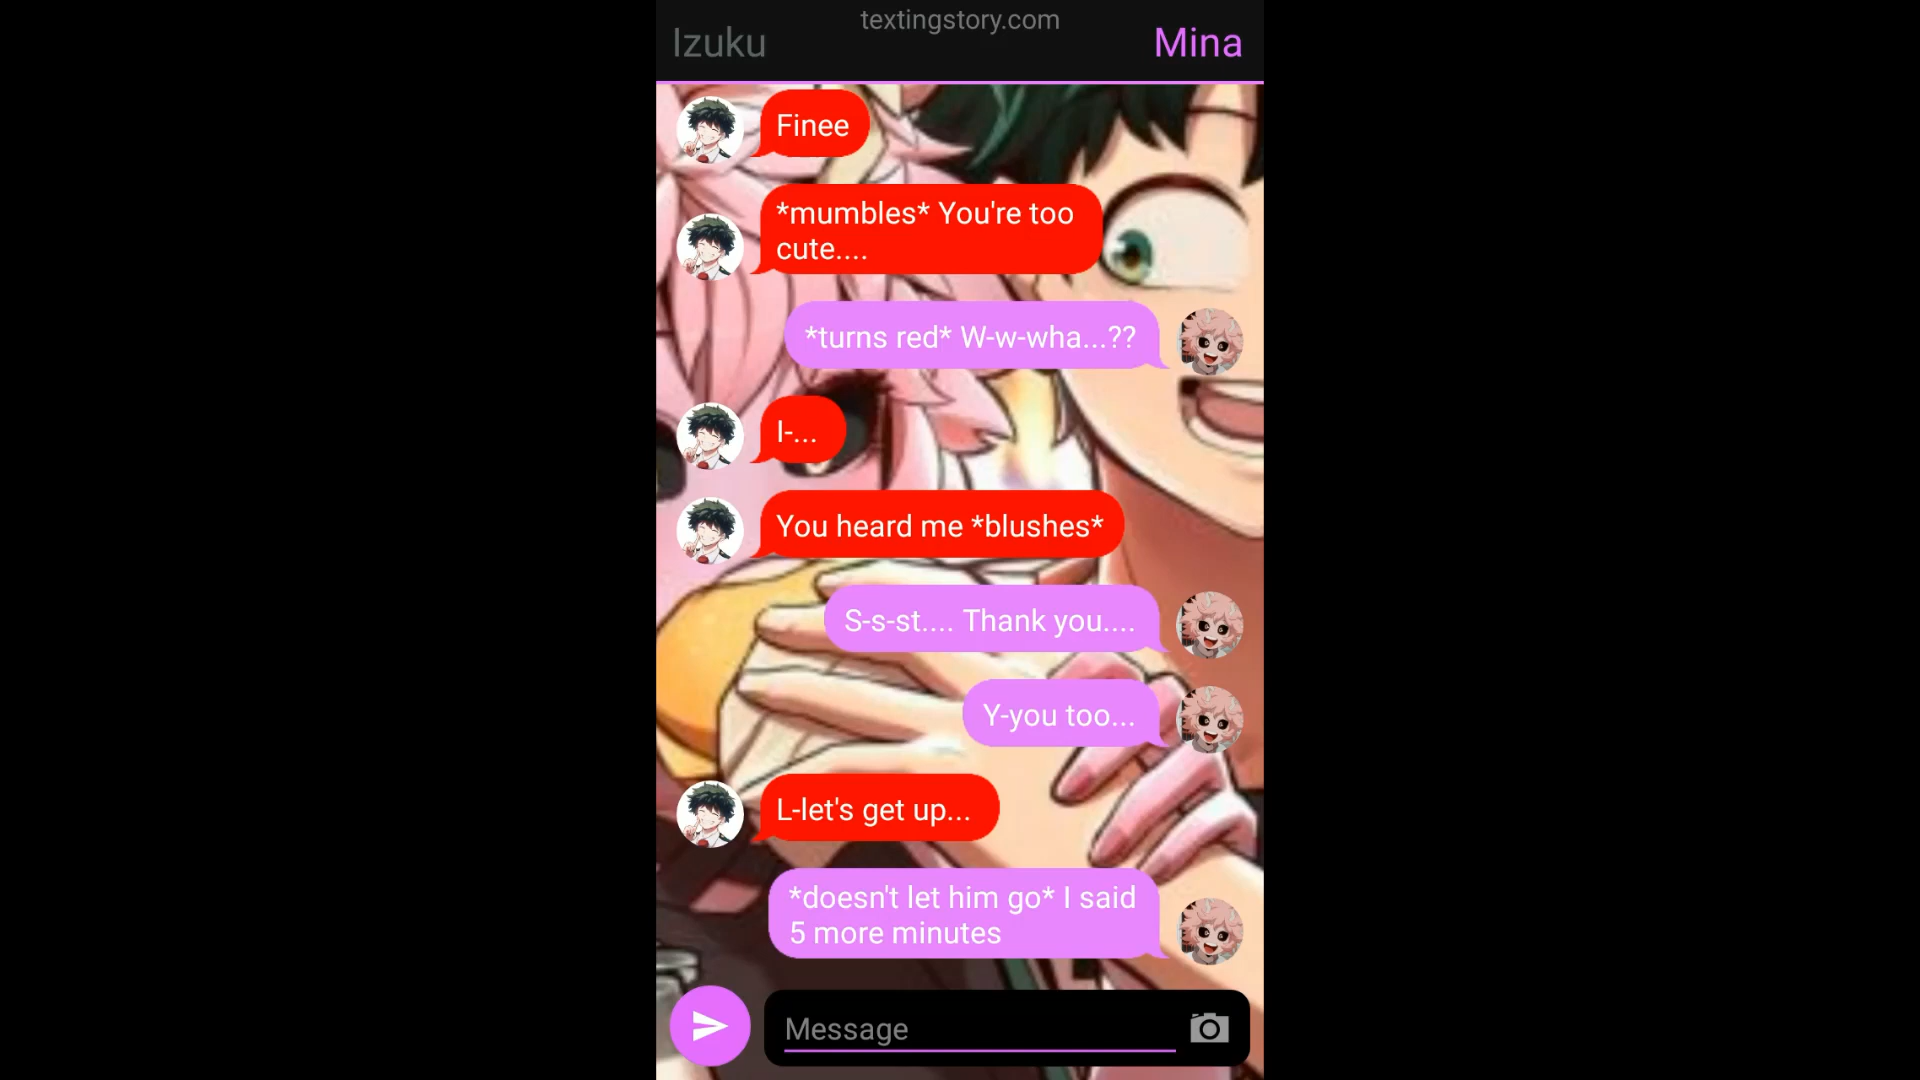 textingstory.com
Izuku
Mina
Finee
*mumbles* You're too
cute....
*turns red* W-w-wha...??
I-...
You heard me *blushes*
S-s-st.... Thank you....
Y-you too...
L-let's get up...
*doesn't let him go* I said
5 more minutes
Message